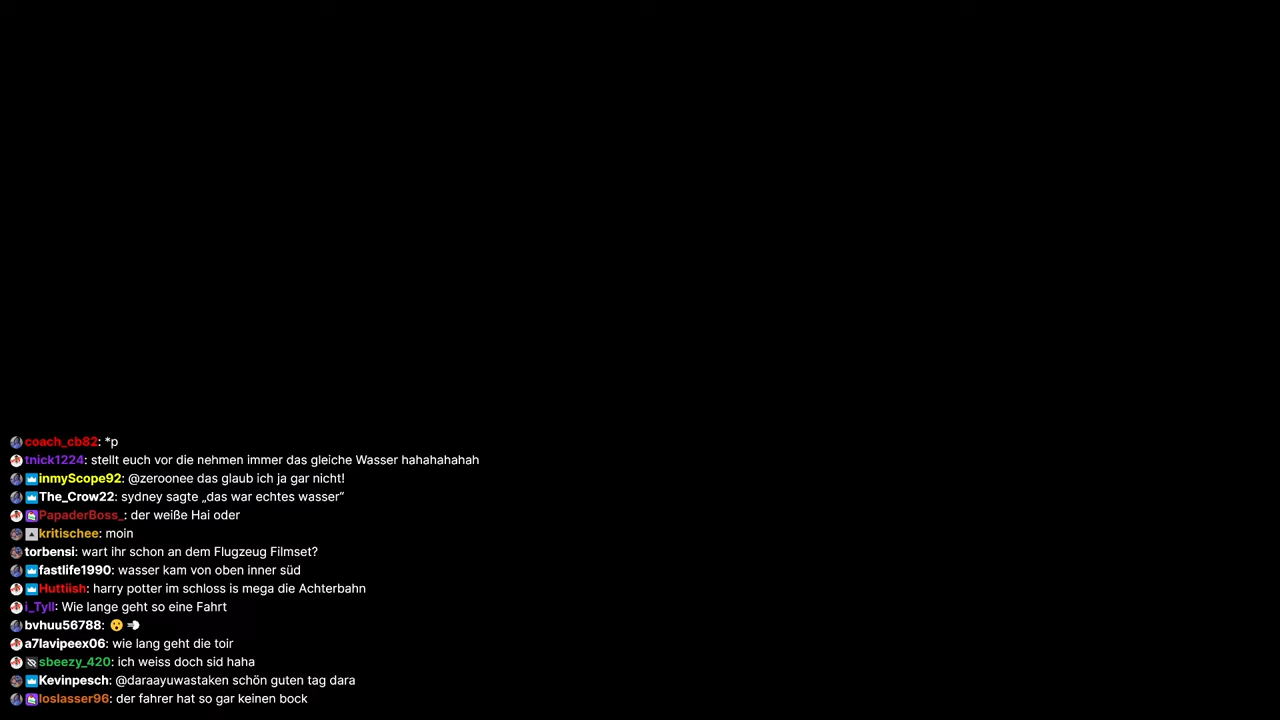 coach_cb82: *p
tnick1224: stellt euch vor die nehmen immer das gleiche Wasser hahahahahah
inmyScope92: @zeroonee das glaub ich ja gar nicht!
The_Crow22: sydney sagte „das war echtes wasser“
PapaderBoss_: der weiße Hai oder
kritischee: moin
torbensi: wart ihr schon an dem Flugzeug Filmset?
fastlife1990: wasser kam von oben inner süd
Huttiish: harry potter im schloss is mega die Achterbahn
i_Tyll: Wie lange geht so eine Fahrt
bvhuu56788: 😮‍💨
a7lavipeex06: wie lang geht die toir
sbeezy_420: ich weiss doch sid haha
Kevinpesch: @daraayuwastaken schön guten tag dara
loslasser96: der fahrer hat so gar keinen bock